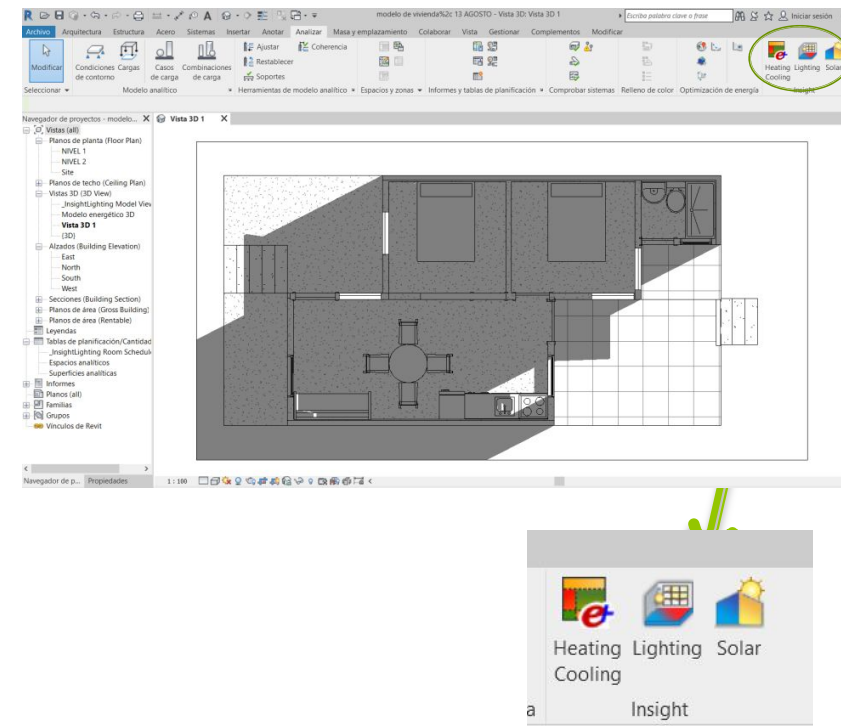 modelo de vivienda%2c 13 AGOSTO - Vista 3D: Vista 3D 1
Escriba palabra clave o frase
Iniciar sesión
Archivo Arquitectura Estructura Acero Sistemas Insertar Anotar Analizar Masa y emplazamiento Colaborar Vista Gestionar Complementos Modificar
Modificar
Condiciones de contorno
Cargas
Casos de carga
Combinaciones de carga
Ajustar
Restablecer
Soportes
Coherencia
Heating Cooling
Lighting
Solar
Seleccionar
Modelo analítico
Herramientas de modelo analítico
Espacios y zonas
Informes y tablas de planificación
Comprobar sistemas
Relleno de color
Optimización de energía
Insight
Navegador de proyectos - modelo...
Vista 3D 1
Vistas (all)
Planos de planta (Floor Plan)
NIVEL 1
NIVEL 2
Site
Planos de techo (Ceiling Plan)
Vistas 3D (3D View)
_InsightLighting Model View
Modelo energético 3D
Vista 3D 1
{3D}
Alzados (Building Elevation)
East
North
South
West
Secciones (Building Section)
Planos de área (Gross Building)
Planos de área (Rentable)
Leyendas
Tablas de planificación/Cantidad
_InsightLighting Room Schedul
Espacios analíticos
Superficies analíticas
Informes
Planos (all)
Familias
Grupos
Vínculos de Revit
Navegador de p...
Propiedades
1 : 100
Heating Lighting Solar
Cooling
a
Insight